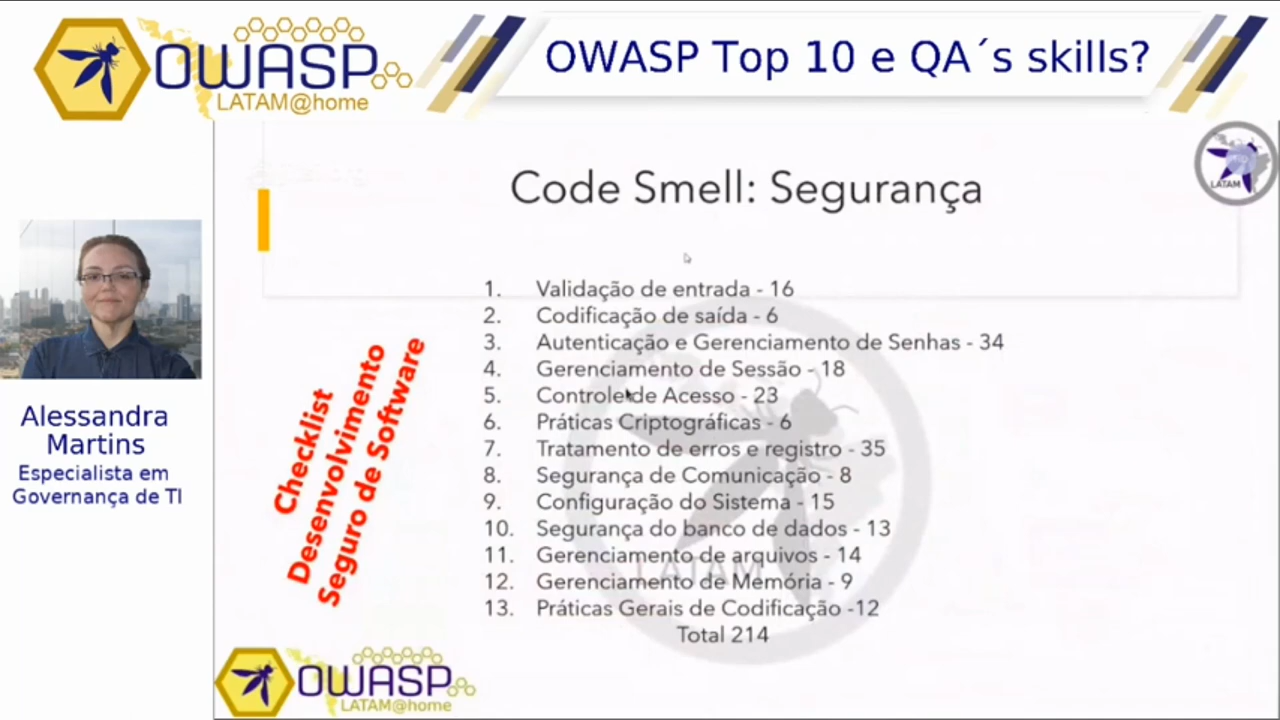 OWASP
LATAM@home
OWASP Top 10 e QA´s skills?
LATAM
Code Smell: Segurança
1. Validação de entrada - 16
2. Codificação de saída - 6
3. Autenticação e Gerenciamento de Senhas - 34
4. Gerenciamento de Sessão - 18
5. Controle de Acesso - 23
6. Práticas Criptográficas - 6
7. Tratamento de erros e registro - 35
8. Segurança de Comunicação - 8
9. Configuração do Sistema - 15
10. Segurança do banco de dados - 13
11. Gerenciamento de arquivos - 14
12. Gerenciamento de Memória - 9
13. Práticas Gerais de Codificação -12
Total 214
Checklist
Desenvolvimento
Seguro de Software
Alessandra
Martins
Especialista em
Governança de TI
LATAM
OWASP
LATAM@home